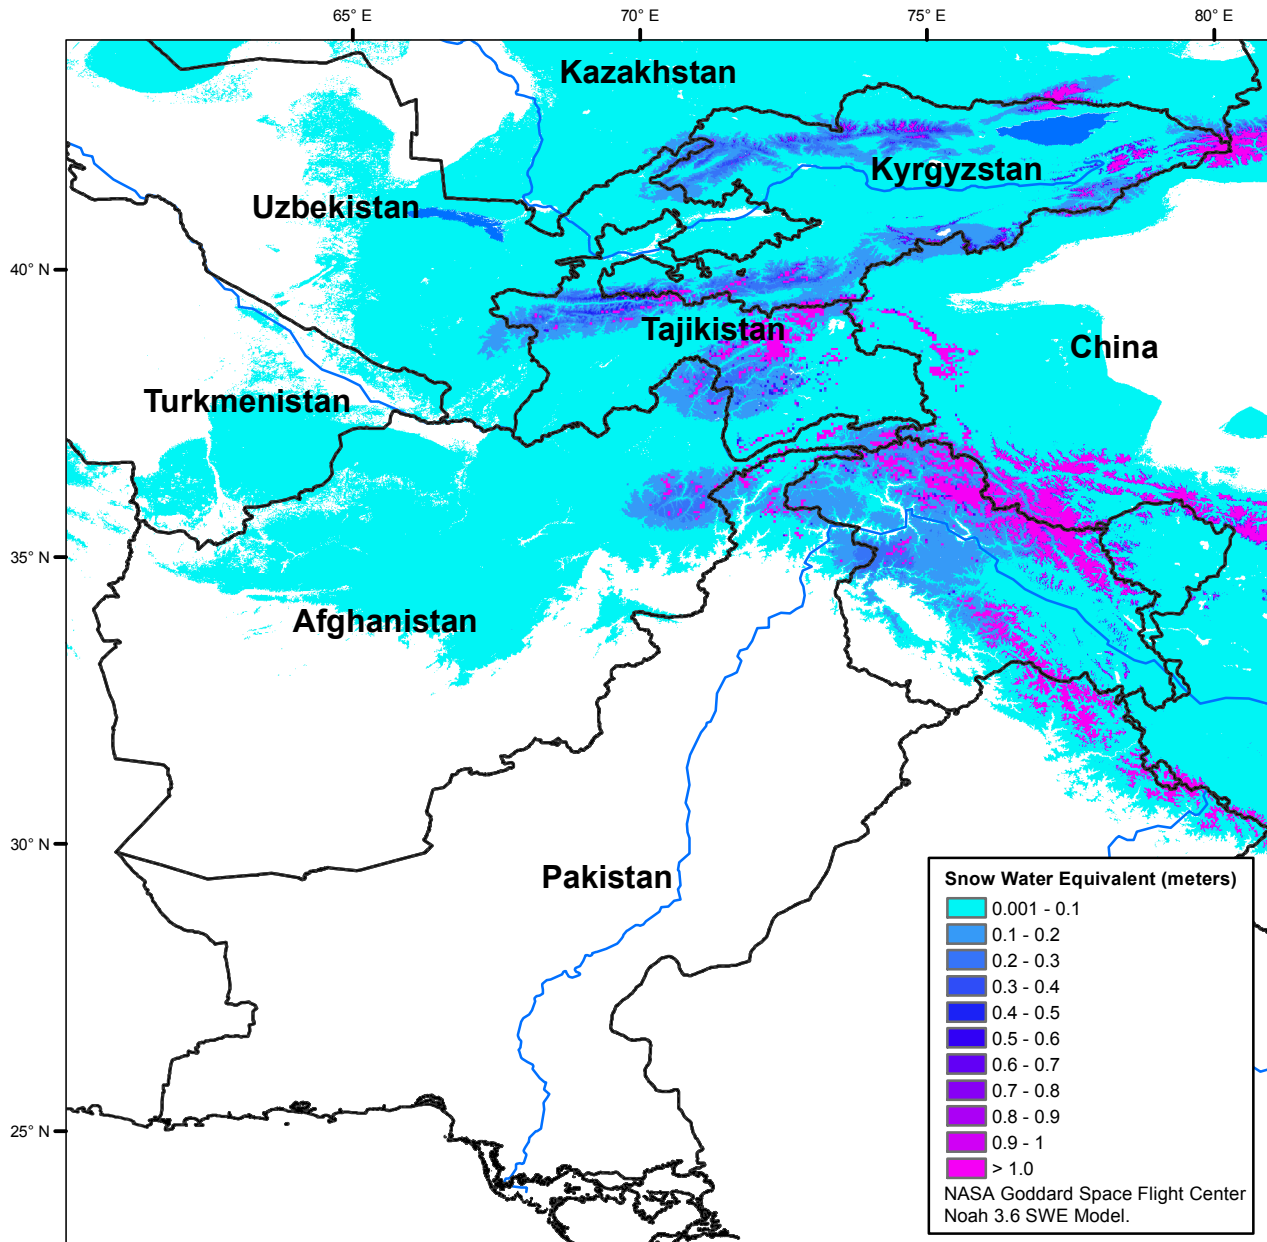 65° E
70° E
75° E
80° E
Kazakhstan
Kyrgyzstan
Uzbekistan
40° N
Tajikistan
China
Turkmenistan
35° N
Afghanistan
30° N
Pakistan
25° N
Snow Water Equivalent (meters)
0.001 - 0.1
0.1 - 0.2
0.2 - 0.3
0.3 - 0.4
0.4 - 0.5
0.5 - 0.6
0.6 - 0.7
0.7 - 0.8
0.8 - 0.9
0.9 - 1
> 1.0
NASA Goddard Space Flight Center
Noah 3.6 SWE Model.